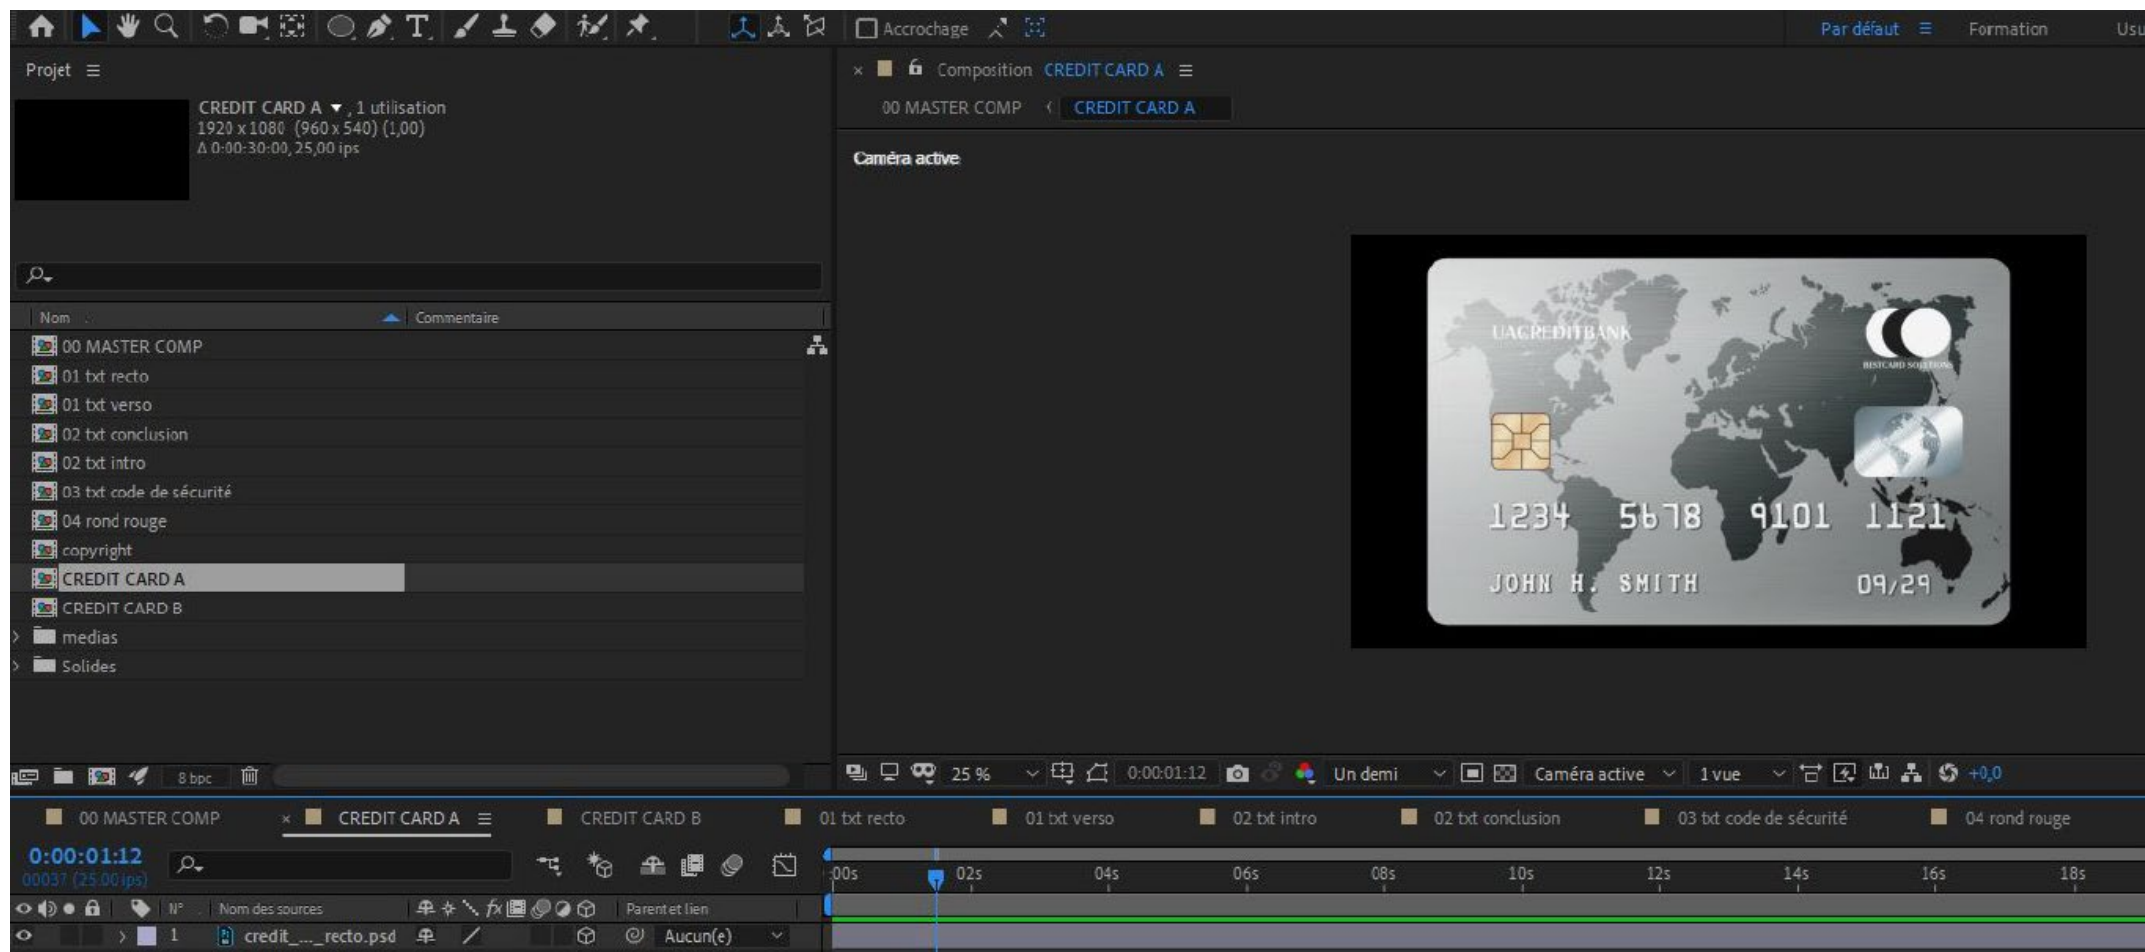 Accrochage
Par défaut
Formation
Usu
Projet
Composition CREDIT CARD A
CREDIT CARD A , 1 utilisation
1920 x 1080 (960 x 540) (1,00)
Δ 0:00:30:00, 25,00 ips
00 MASTER COMP
CREDIT CARD A
Caméra active
Nom
Commentaire
00 MASTER COMP
01 txt recto
01 txt verso
02 txt conclusion
02 txt intro
03 txt code de sécurité
04 rond rouge
copyright
CREDIT CARD A
CREDIT CARD B
medias
Solides
UACREDITBANK
BESTCARD SOLUTIONS
1234 5678 9101 1121
JOHN H. SMITH 09/29
8 bpc
25 %
0:00:01:12
Un demi
Caméra active
1 vue
+0,0
00 MASTER COMP
CREDIT CARD A
CREDIT CARD B
01 txt recto
01 txt verso
02 txt intro
02 txt conclusion
03 txt code de sécurité
04 rond rouge
0:00:01:12
00037 (25.00 ips)
:00s 02s 04s 06s 08s 10s 12s 14s 16s 18s
N°
Nom des sources
fx
Parent et lien
1
credit_..._recto.psd
Aucun(e)